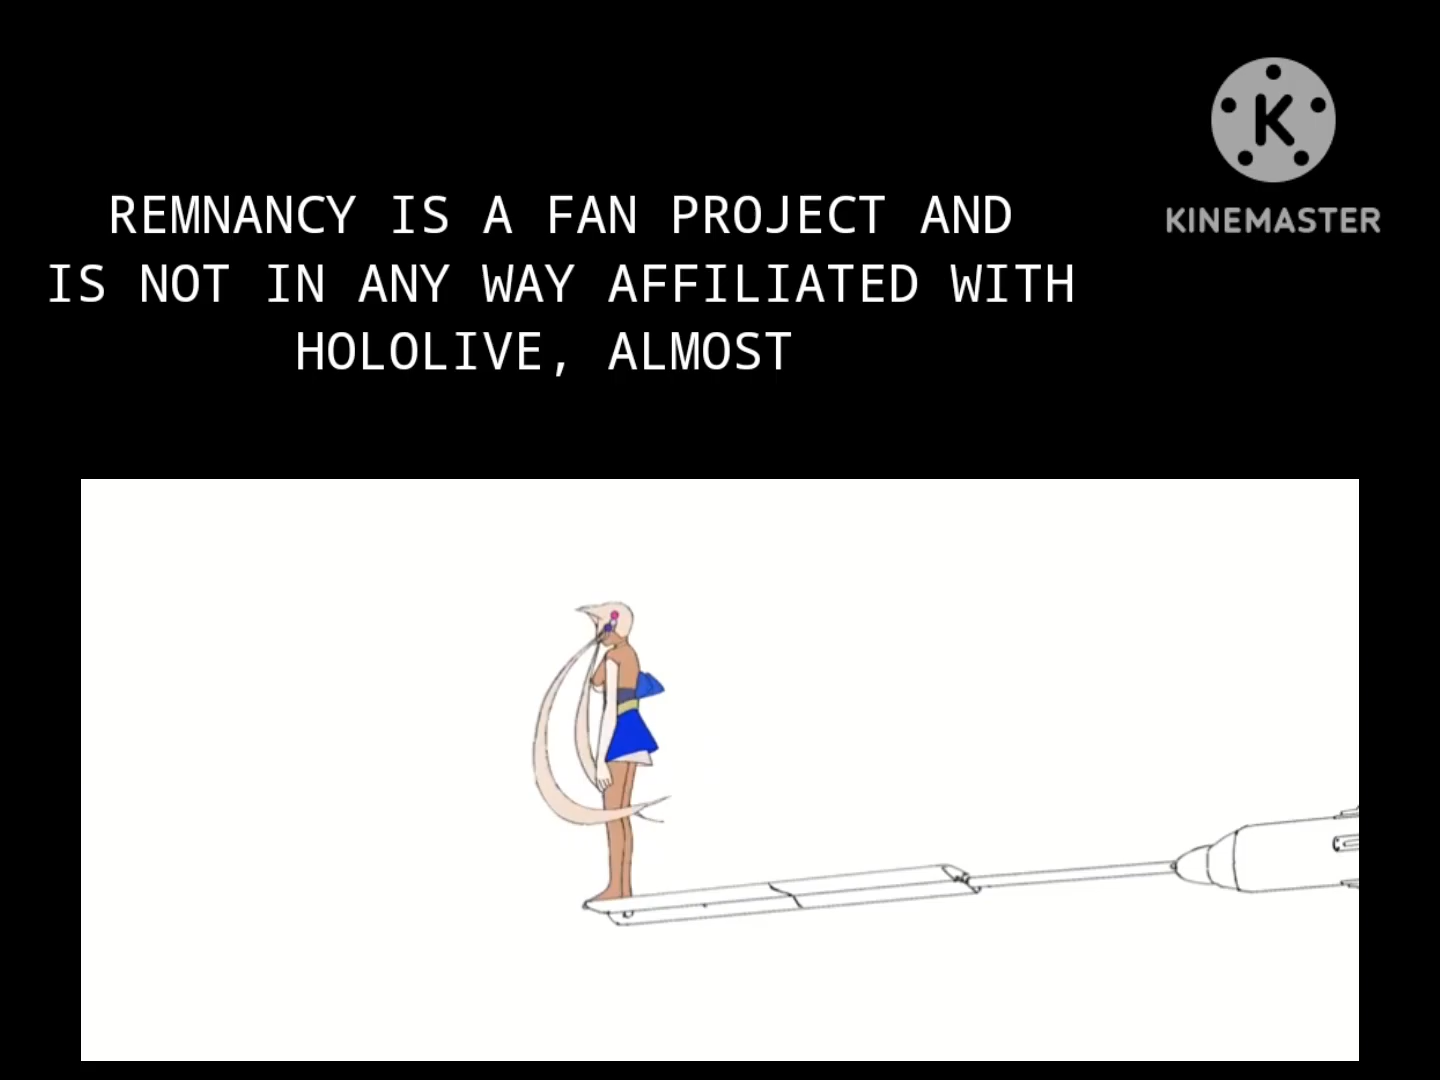 REMNANCY IS A FAN PROJECT AND
IS NOT IN ANY WAY AFFILIATED WITH
HOLOLIVE, ALMOST
K
KINEMASTER